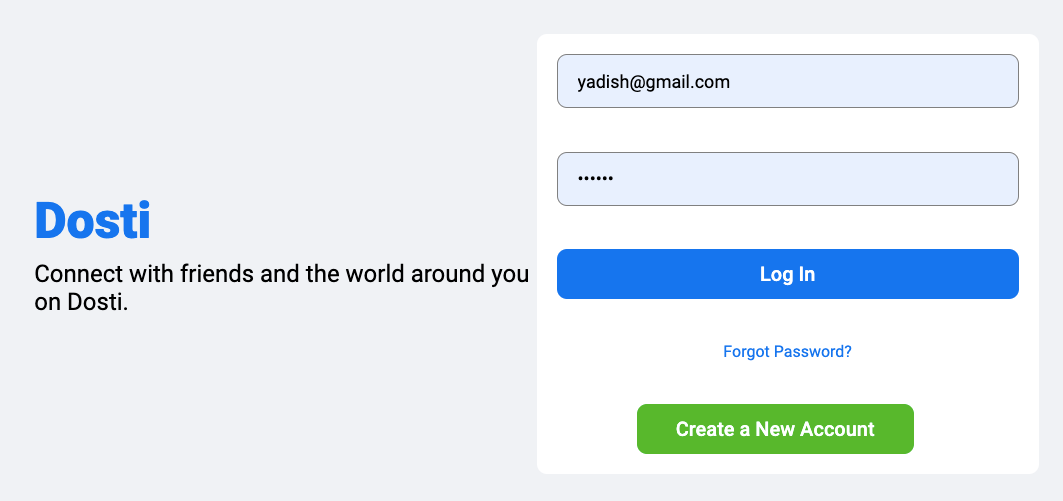 Dosti
Connect with friends and the world around you
on Dosti.
yadish@gmail.com
••••••
Log In
Forgot Password?
Create a New Account